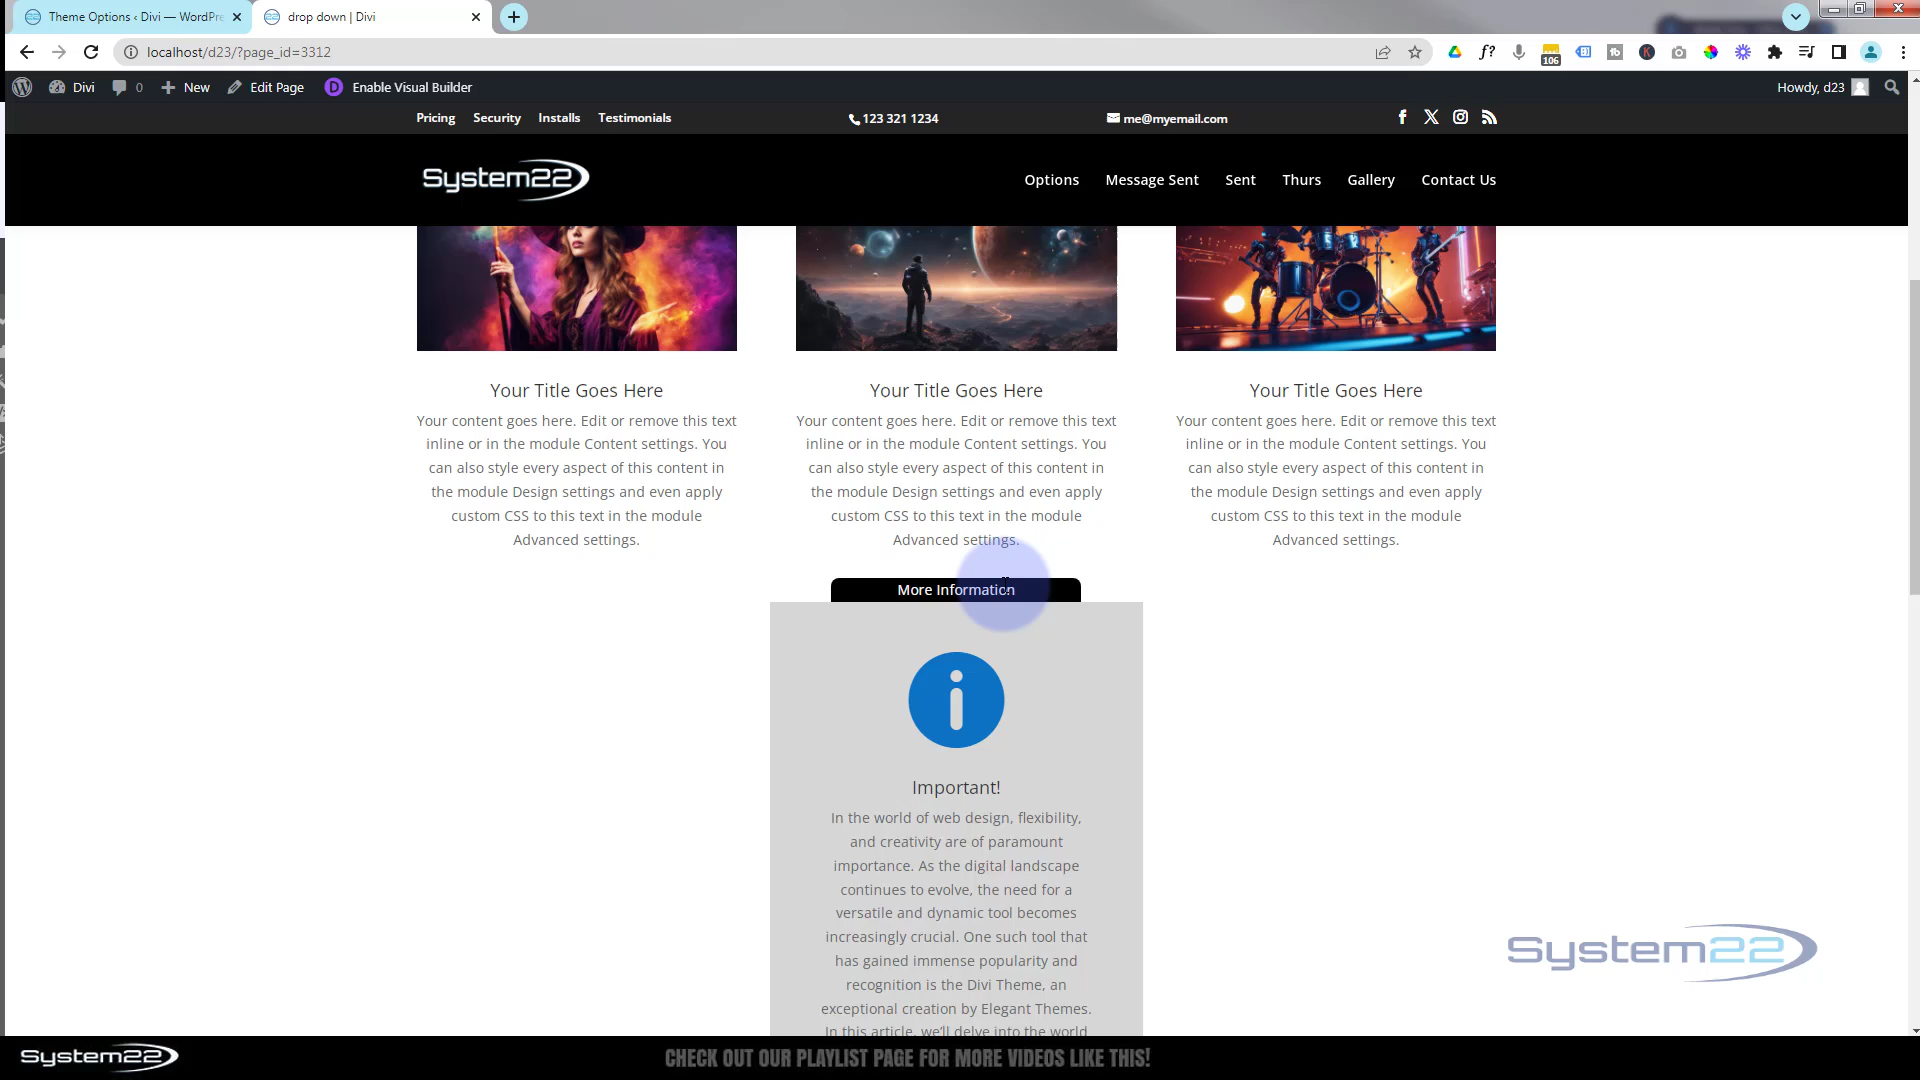 Theme Options ‹ Divi — WordPre
drop down | Divi
localhost/d23/?page_id=3312
106
Divi
0
New
Edit Page
Enable Visual Builder
Howdy, d23
Pricing
Security
Installs
Testimonials
123 321 1234
me@myemail.com
System22
Options
Message Sent
Sent
Thurs
Gallery
Contact Us
Your Title Goes Here
Your content goes here. Edit or remove this text
inline or in the module Content settings. You
can also style every aspect of this content in
the module Design settings and even apply
custom CSS to this text in the module
Advanced settings.
Your Title Goes Here
Your content goes here. Edit or remove this text
inline or in the module Content settings. You
can also style every aspect of this content in
the module Design settings and even apply
custom CSS to this text in the module
Advanced settings.
Your Title Goes Here
Your content goes here. Edit or remove this text
inline or in the module Content settings. You
can also style every aspect of this content in
the module Design settings and even apply
custom CSS to this text in the module
Advanced settings.
More Information
Important!
In the world of web design, flexibility,
and creativity are of paramount
importance. As the digital landscape
continues to evolve, the need for a
versatile and dynamic tool becomes
increasingly crucial. One such tool that
has gained immense popularity and
recognition is the Divi Theme, an
exceptional creation by Elegant Themes.
In this article, we'll delve into the world
System22
System22
CHECK OUT OUR PLAYLIST PAGE FOR MORE VIDEOS LIKE THIS!